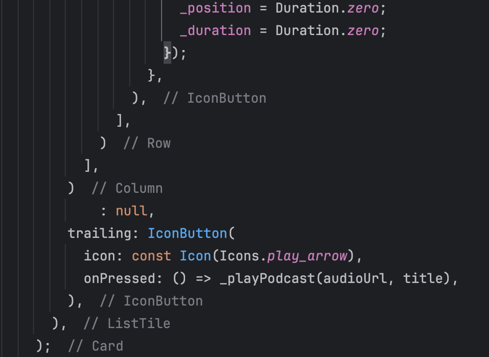 _position = Duration.zero;
_duration = Duration.zero;
});
},
), // IconButton
],
) // Row
],
) // Column
: null,
trailing: IconButton(
icon: const Icon(Icons.play_arrow),
onPressed: () => _playPodcast(audioUrl, title),
), // IconButton
), // ListTile
); // Card